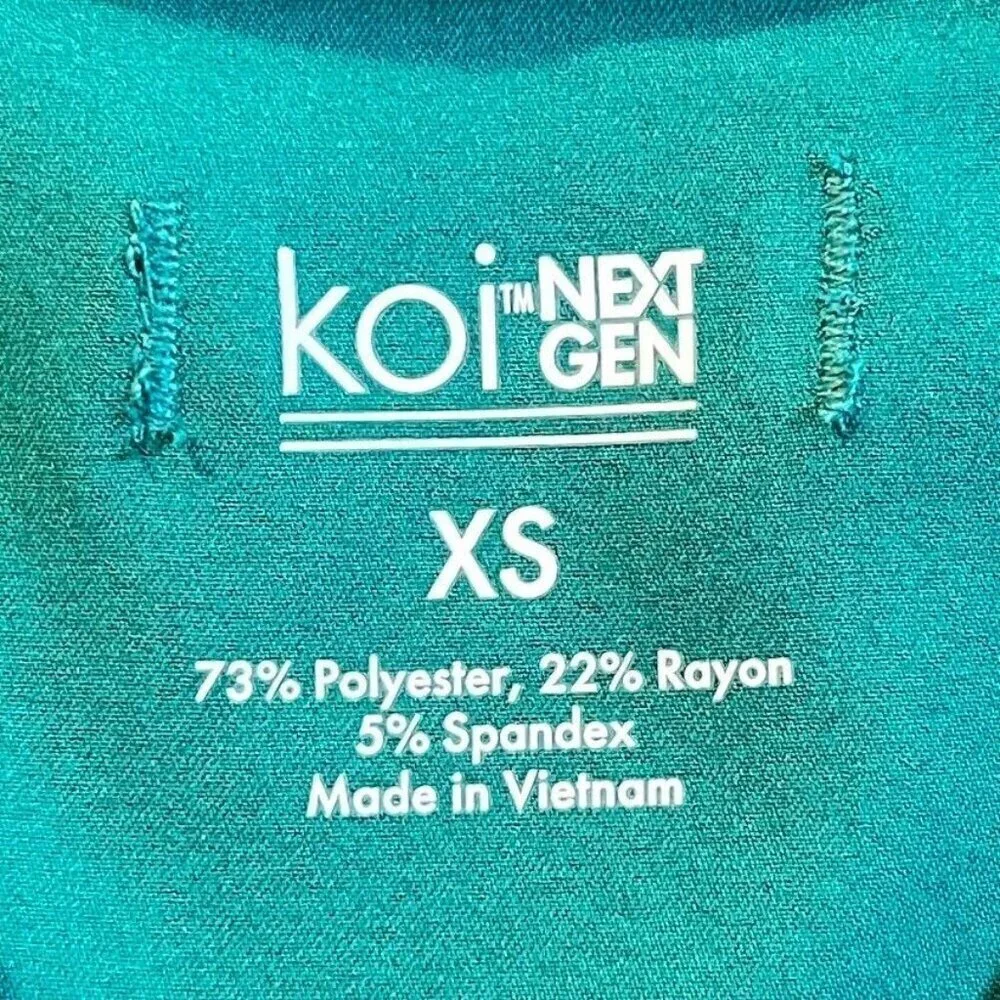 koi™ NEXT GEN
XS
73% Polyester, 22% Rayon
5% Spandex
Made in Vietnam